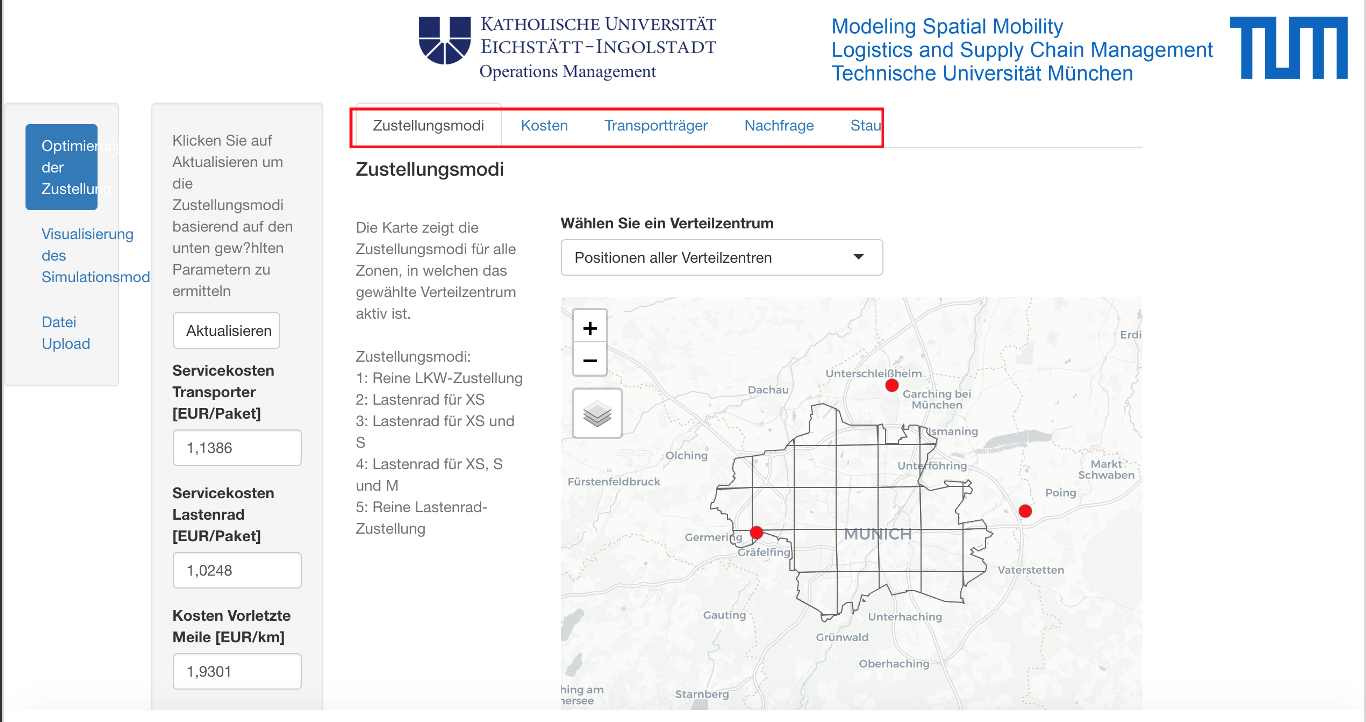 KATHOLISCHE UNIVERSITÄT
EICHSTÄTT-INGOLSTADT
Operations Management
Modeling Spatial Mobility
Logistics and Supply Chain Management
Technische Universität München
TUM
Optimierung
der
Zustellung
Visualisierung
des
Simulationsmod
Datei
Upload
Klicken Sie auf
Aktualisieren um
die
Zustellungsmodi
basierend auf den
unten gew?hlten
Parametern zu
ermitteln
Aktualisieren
Servicekosten
Transporter
[EUR/Paket]
1,1386
Servicekosten
Lastenrad
[EUR/Paket]
1,0248
Kosten Vorletzte
Meile [EUR/km]
1,9301
Zustellungsmodi
Kosten
Transportträger
Nachfrage
Stau
Zustellungsmodi
Die Karte zeigt die
Zustellungsmodi für alle
Zonen, in welchen das
gewählte Verteilzentrum
aktiv ist.
Zustellungsmodi:
1: Reine LKW-Zustellung
2: Lastenrad für XS
3: Lastenrad für XS und
S
4: Lastenrad für XS, S
und M
5: Reine Lastenrad-
Zustellung
Wählen Sie ein Verteilzentrum
Positionen aller Verteilzentren
+
−
Erdi
Unterschleißheim
Dachau
Garching bei
München
Ismaning
Olching
Unterföhring
Markt
Schwaben
Fürstenfeldbruck
Poing
Germering
MUNICH
Gräfelfing
Vaterstetten
Gauting
Unterhaching
Grünwald
Oberhaching
hing am
nersee
Starnberg